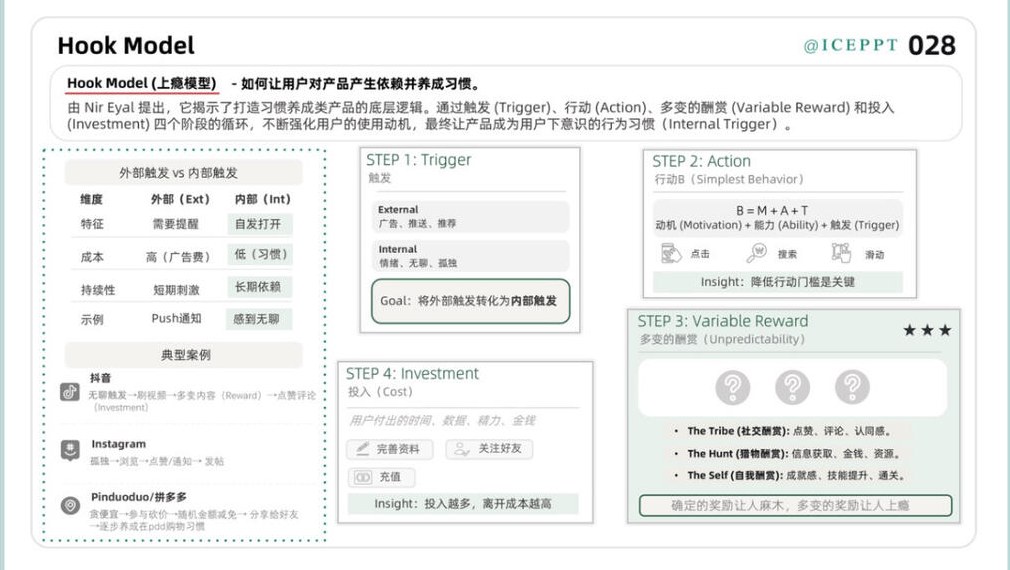 Hook Model
@ICEPPT 028
Hook Model (上瘾模型) - 如何让用户对产品产生依赖并养成习惯。
由 Nir Eyal 提出，它揭示了打造习惯养成类产品的底层逻辑。通过触发 (Trigger)、行动 (Action)、多变的酬赏 (Variable Reward) 和投入
(Investment) 四个阶段的循环，不断强化用户的使用动机，最终让产品成为用户下意识的行为习惯（Internal Trigger）。
外部触发 vs 内部触发
维度 外部（Ext） 内部（Int）
特征 需要提醒 自发打开
成本 高（广告费） 低（习惯）
持续性 短期刺激 长期依赖
示例 Push通知 感到无聊
典型案例
抖音
无聊触发→刷视频→多变内容（Reward）→点赞评论
（Investment）
Instagram
孤独→浏览→点赞/通知→ 发帖
Pinduoduo/拼多多
贪便宜→参与砍价→随机金额减免→ 分享给好友
→逐步养成在pdd购物习惯
STEP 1: Trigger
触发
External
广告、推送、推荐
Internal
情绪、无聊、孤独
Goal：将外部触发转化为内部触发
STEP 2: Action
行动B（Simplest Behavior）
B = M + A + T
动机 (Motivation) + 能力 (Ability) + 触发 (Trigger)
点击 搜索 滑动
Insight：降低行动门槛是关键
STEP 3: Variable Reward
多变的酬赏（Unpredictability）
★ ★ ★
? ? ?
• The Tribe (社交酬赏): 点赞、评论、认同感。
• The Hunt (猎物酬赏): 信息获取、金钱、资源。
• The Self (自我酬赏): 成就感、技能提升、通关。
确定的奖励让人麻木，多变的奖励让人上瘾
STEP 4: Investment
投入（Cost）
用户付出的时间、数据、精力、金钱
完善资料 关注好友
充值
Insight：投入越多，离开成本越高